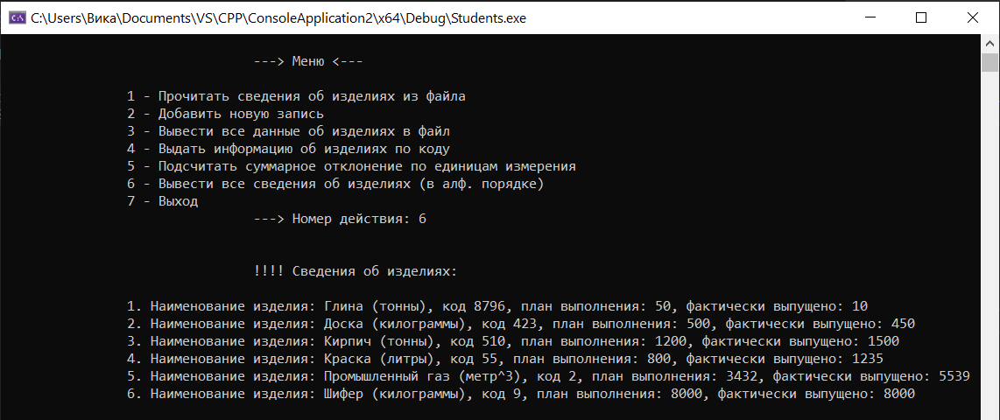 C:\Users\Вика\Documents\VS\CPP\ConsoleApplication2\x64\Debug\Students.exe
---> Меню <---
1 - Прочитать сведения об изделиях из файла
2 - Добавить новую запись
3 - Вывести все данные об изделиях в файл
4 - Выдать информацию об изделиях по коду
5 - Подсчитать суммарное отклонение по единицам измерения
6 - Вывести все сведения об изделиях (в алф. порядке)
7 - Выход
---> Номер действия: 6
!!!! Сведения об изделиях:
1. Наименование изделия: Глина (тонны), код 8796, план выполнения: 50, фактически выпущено: 10
2. Наименование изделия: Доска (килограммы), код 423, план выполнения: 500, фактически выпущено: 450
3. Наименование изделия: Кирпич (тонны), код 510, план выполнения: 1200, фактически выпущено: 1500
4. Наименование изделия: Краска (литры), код 55, план выполнения: 800, фактически выпущено: 1235
5. Наименование изделия: Промышленный газ (метр^3), код 2, план выполнения: 3432, фактически выпущено: 5539
6. Наименование изделия: Шифер (килограммы), код 9, план выполнения: 8000, фактически выпущено: 8000